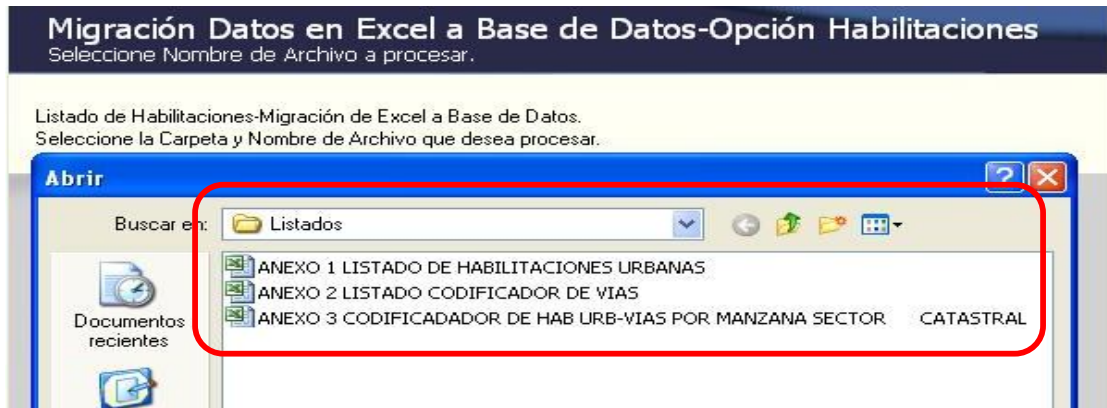 Migración Datos en Excel a Base de Datos-Opción Habilitaciones
Seleccione Nombre de Archivo a procesar.
Listado de Habilitaciones-Migración de Excel a Base de Datos.
Seleccione la Carpeta y Nombre de Archivo que desea procesar.
Abrir
Buscar en: Listados
ANEXO 1 LISTADO DE HABILITACIONES URBANAS
ANEXO 2 LISTADO CODIFICADOR DE VIAS
ANEXO 3 CODIFICADADOR DE HAB URB-VIAS POR MANZANA SECTOR CATASTRAL
Documentos
recientes